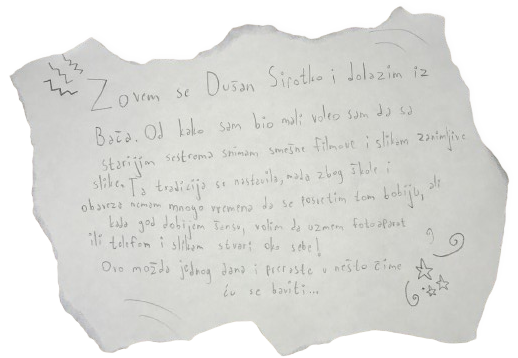 Zovem se Dušan Sirotko i dolazim iz
Bača. Od kako sam bio mali voleo sam da sa
starijim sestrama snimam smešne filmove i slikam zanimljive
slike. Ta tradicija se nastavila, mada zbog škole i
obaveza nemam mnogo vremena da se posvetim tom hobiju, ali
kada god dobijem šansu, volim da uzmem fotoaparat
ili telefon i slikam stvari oko sebe!
Ovo možda jednog dana i preraste u nešto čime
ću se baviti...